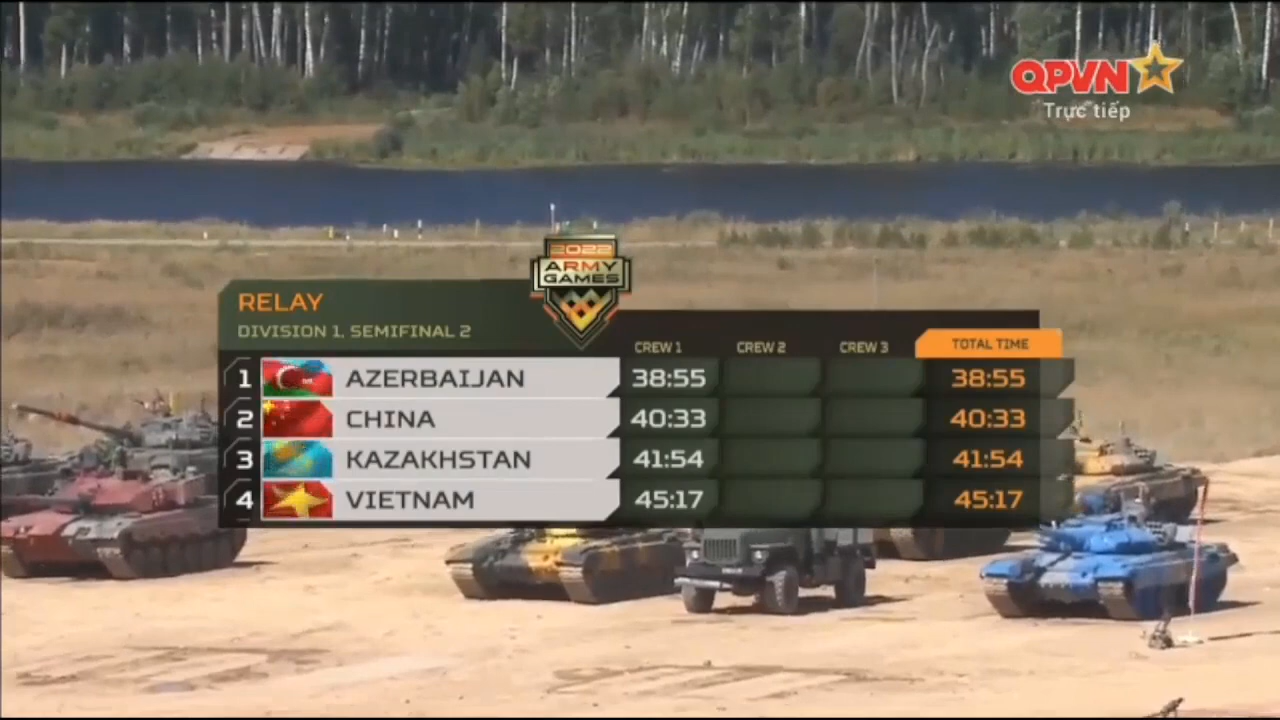 QPVN
Trực tiếp
2022
ARMY
GAMES
RELAY
DIVISION 1. SEMIFINAL 2
CREW 1 CREW 2 CREW 3 TOTAL TIME
1 AZERBAIJAN 38:55 38:55
2 CHINA 40:33 40:33
3 KAZAKHSTAN 41:54 41:54
4 VIETNAM 45:17 45:17